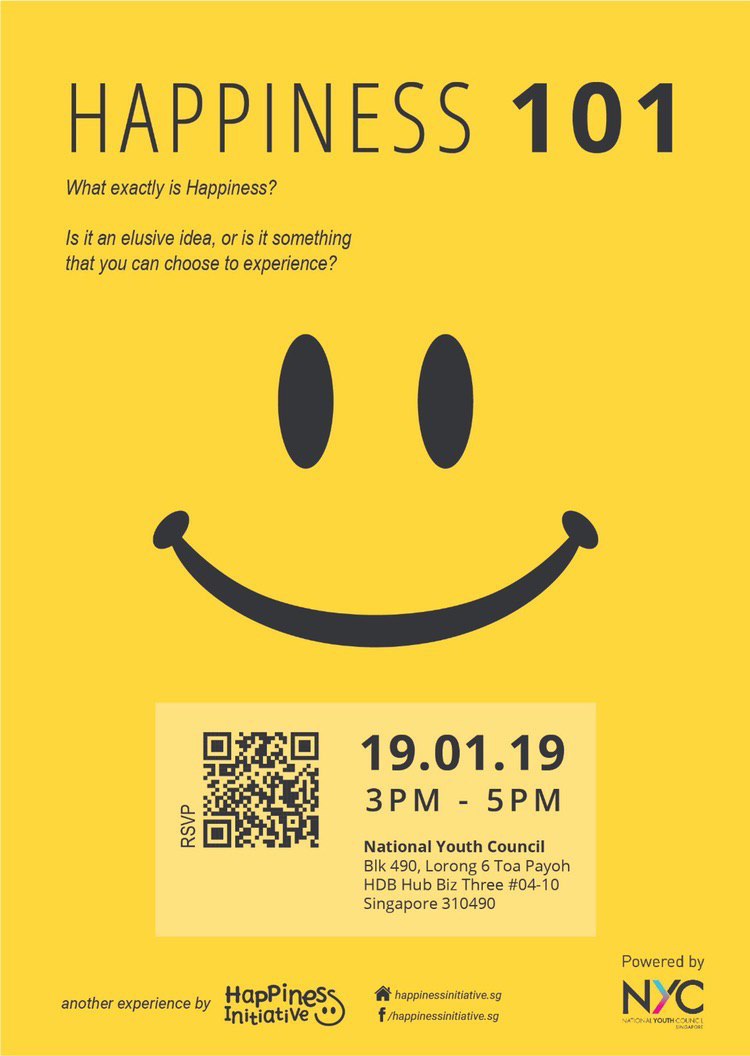 HAPPINESS 101
What exactly is Happiness?
Is it an elusive idea, or is it something
that you can choose to experience?
RSVP
19.01.19
3PM - 5PM
National Youth Council
Blk 490, Lorong 6 Toa Payoh
HDB Hub Biz Three #04-10
Singapore 310490
Powered by
NYC
NATIONAL YOUTH COUNCIL
SINGAPORE
another experience by
HaPPiNess
INitiative
happinessinitiative.sg
f/happinessinitiative.sg